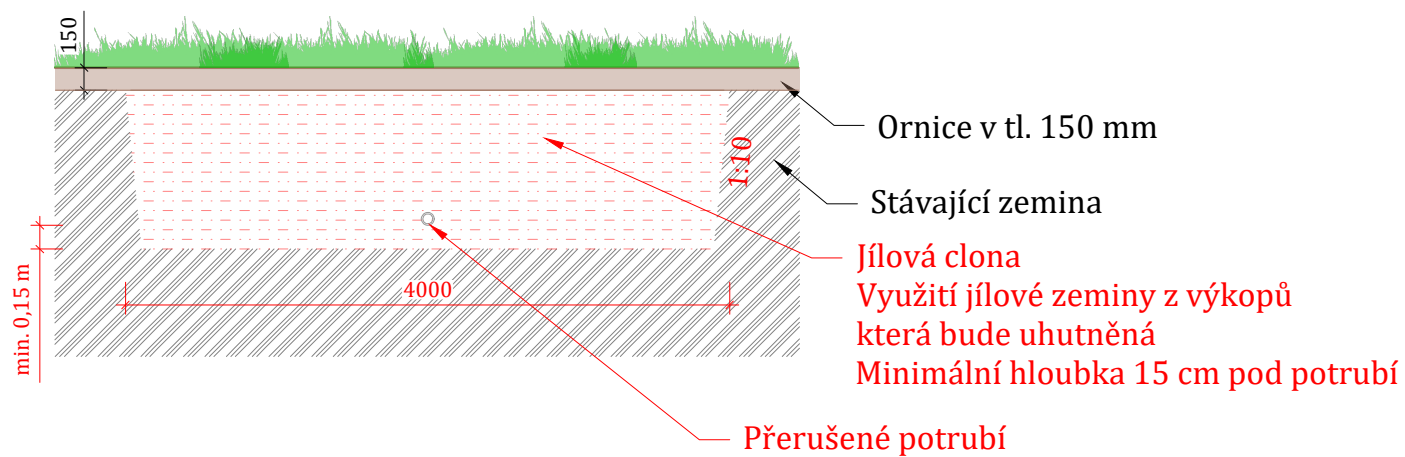 150
Ornice v tl. 150 mm
1:10
Stávající zemina
Jílová clona
Využití jílové zeminy z výkopů
která bude uhutněná
Minimální hloubka 15 cm pod potrubí
min. 0,15 m
4000
Přerušené potrubí